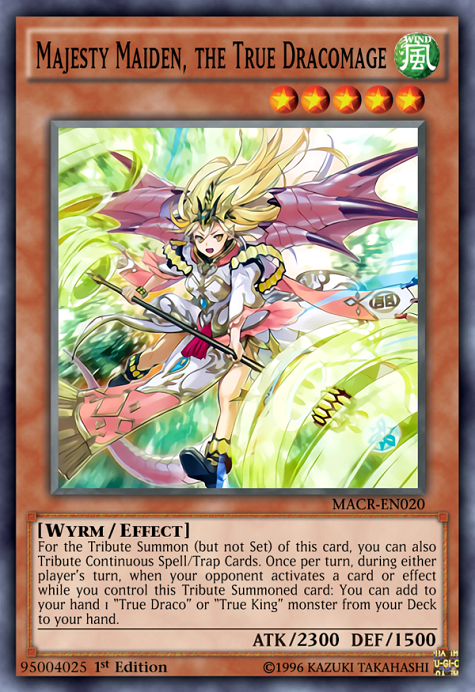 MAJESTY MAIDEN, THE TRUE DRACOMAGE
WIND
風
MACR-EN020
[WYRM / EFFECT]
For the Tribute Summon (but not Set) of this card, you can also
Tribute Continuous Spell/Trap Cards. Once per turn, during either
player's turn, when your opponent activates a card or effect
while you control this Tribute Summoned card: You can add to
your hand 1 "True Draco" or "True King" monster from your Deck
to your hand.
ATK/2300 DEF/1500
95004025 1st Edition
©1996 KAZUKI TAKAHASHI